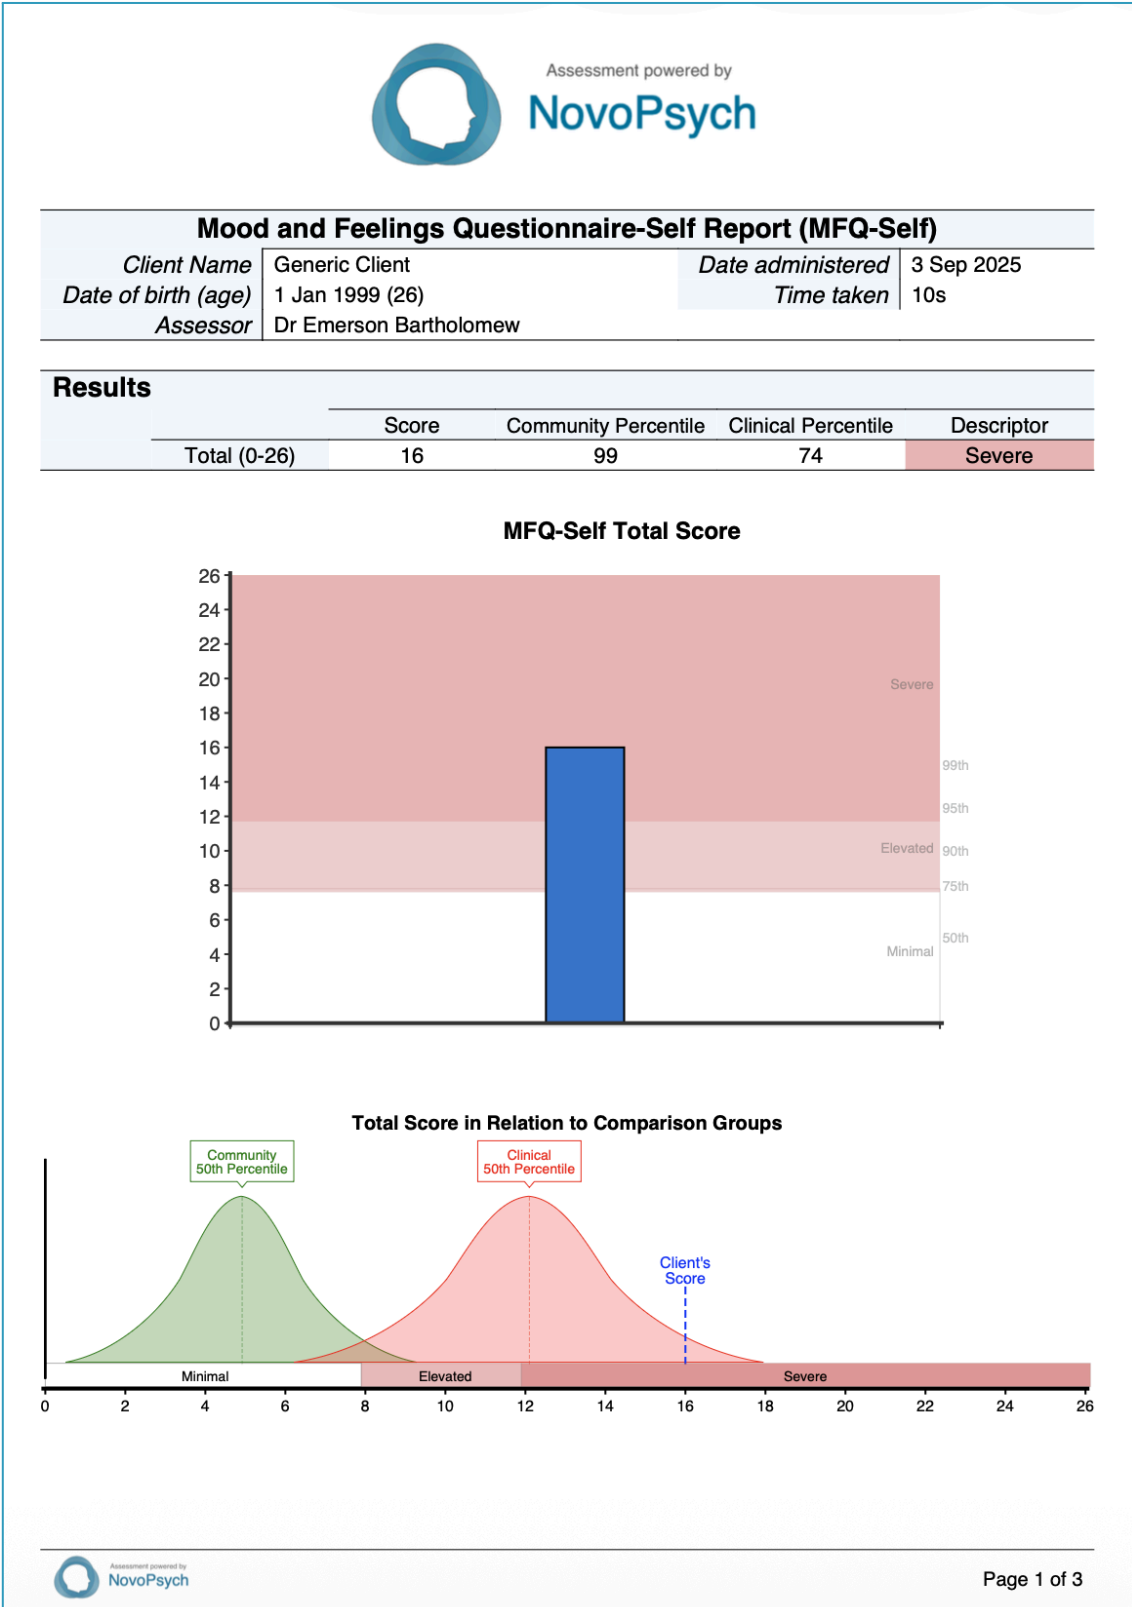 Assessment powered by
NovoPsych
Mood and Feelings Questionnaire-Self Report (MFQ-Self)
Client Name Generic Client Date administered 3 Sep 2025
Date of birth (age) 1 Jan 1999 (26) Time taken 10s
Assessor Dr Emerson Bartholomew
Results
Score Community Percentile Clinical Percentile Descriptor
Total (0-26) 16 99 74 Severe
MFQ-Self Total Score
26
24
22
20
Severe
18
16
99th
14
95th
12
10
Elevated 90th
8
75th
6
50th
4
Minimal
2
0
Total Score in Relation to Comparison Groups
Community
50th Percentile
Clinical
50th Percentile
Client's
Score
Minimal Elevated Severe
0 2 4 6 8 10 12 14 16 18 20 22 24 26
Assessment powered by
NovoPsych
Page 1 of 3